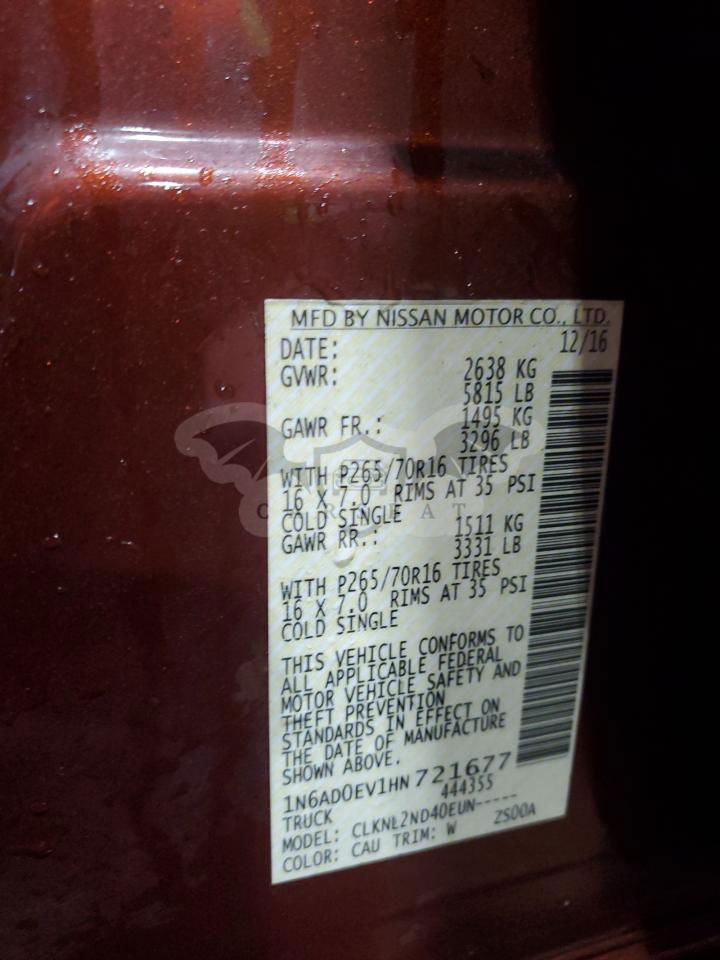 MFD BY NISSAN MOTOR CO., LTD.
DATE: 12/16
GVWR: 2638 KG
5815 LB
GAWR FR.: 1495 KG
3296 LB
WITH P265/70R16 TIRES
16 X 7.0 RIMS AT 35 PSI
COLD SINGLE
GAWR RR.: 1511 KG
3331 LB
WITH P265/70R16 TIRES
16 X 7.0 RIMS AT 35 PSI
COLD SINGLE
THIS VEHICLE CONFORMS TO
ALL APPLICABLE FEDERAL
MOTOR VEHICLE SAFETY AND
THEFT PREVENTION
STANDARDS IN EFFECT ON
THE DATE OF MANUFACTURE
SHOWN ABOVE.
1N6AD0EV1HN721677
TRUCK 444355
MODEL: CLKNL2ND40EUN-----
COLOR: CAU TRIM: W ZS00A